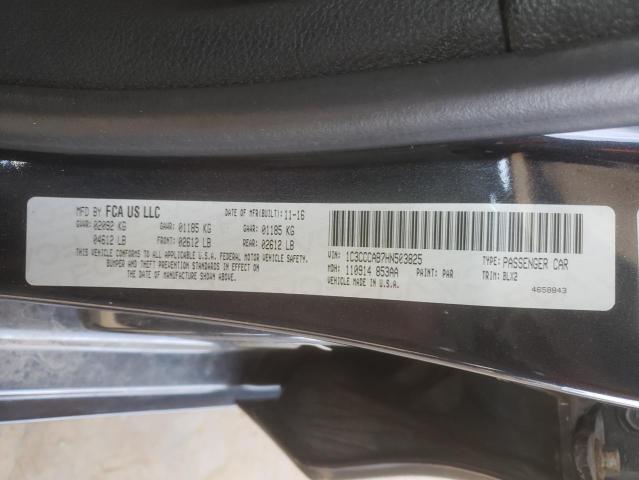 MFD BY FCA US LLC DATE OF MFR(BUILT): 11-16
GVWR: 02092 KG GAWR: 01185 KG GAWR: 01185 KG
04612 LB FRONT: 02612 LB REAR: 02612 LB
THIS VEHICLE CONFORMS TO ALL APPLICABLE U.S.A. FEDERAL MOTOR VEHICLE SAFETY,
BUMPER AND THEFT PREVENTION STANDARDS IN EFFECT ON THE
DATE OF MANUFACTURE SHOWN ABOVE.
VIN: 1C3CCCAB7HN503825 TYPE: PASSENGER CAR
MDH: 110914 853AA PAINT: PAR TRIM: BLX2
VEHICLE MADE IN U.S.A. 4658843